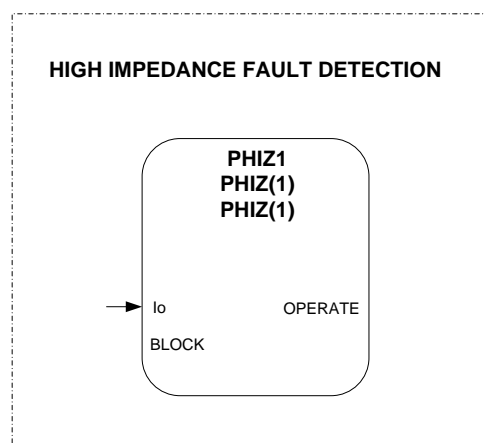 HIGH IMPEDANCE FAULT DETECTION
PHIZ1
PHIZ(1)
PHIZ(1)
Io OPERATE
BLOCK